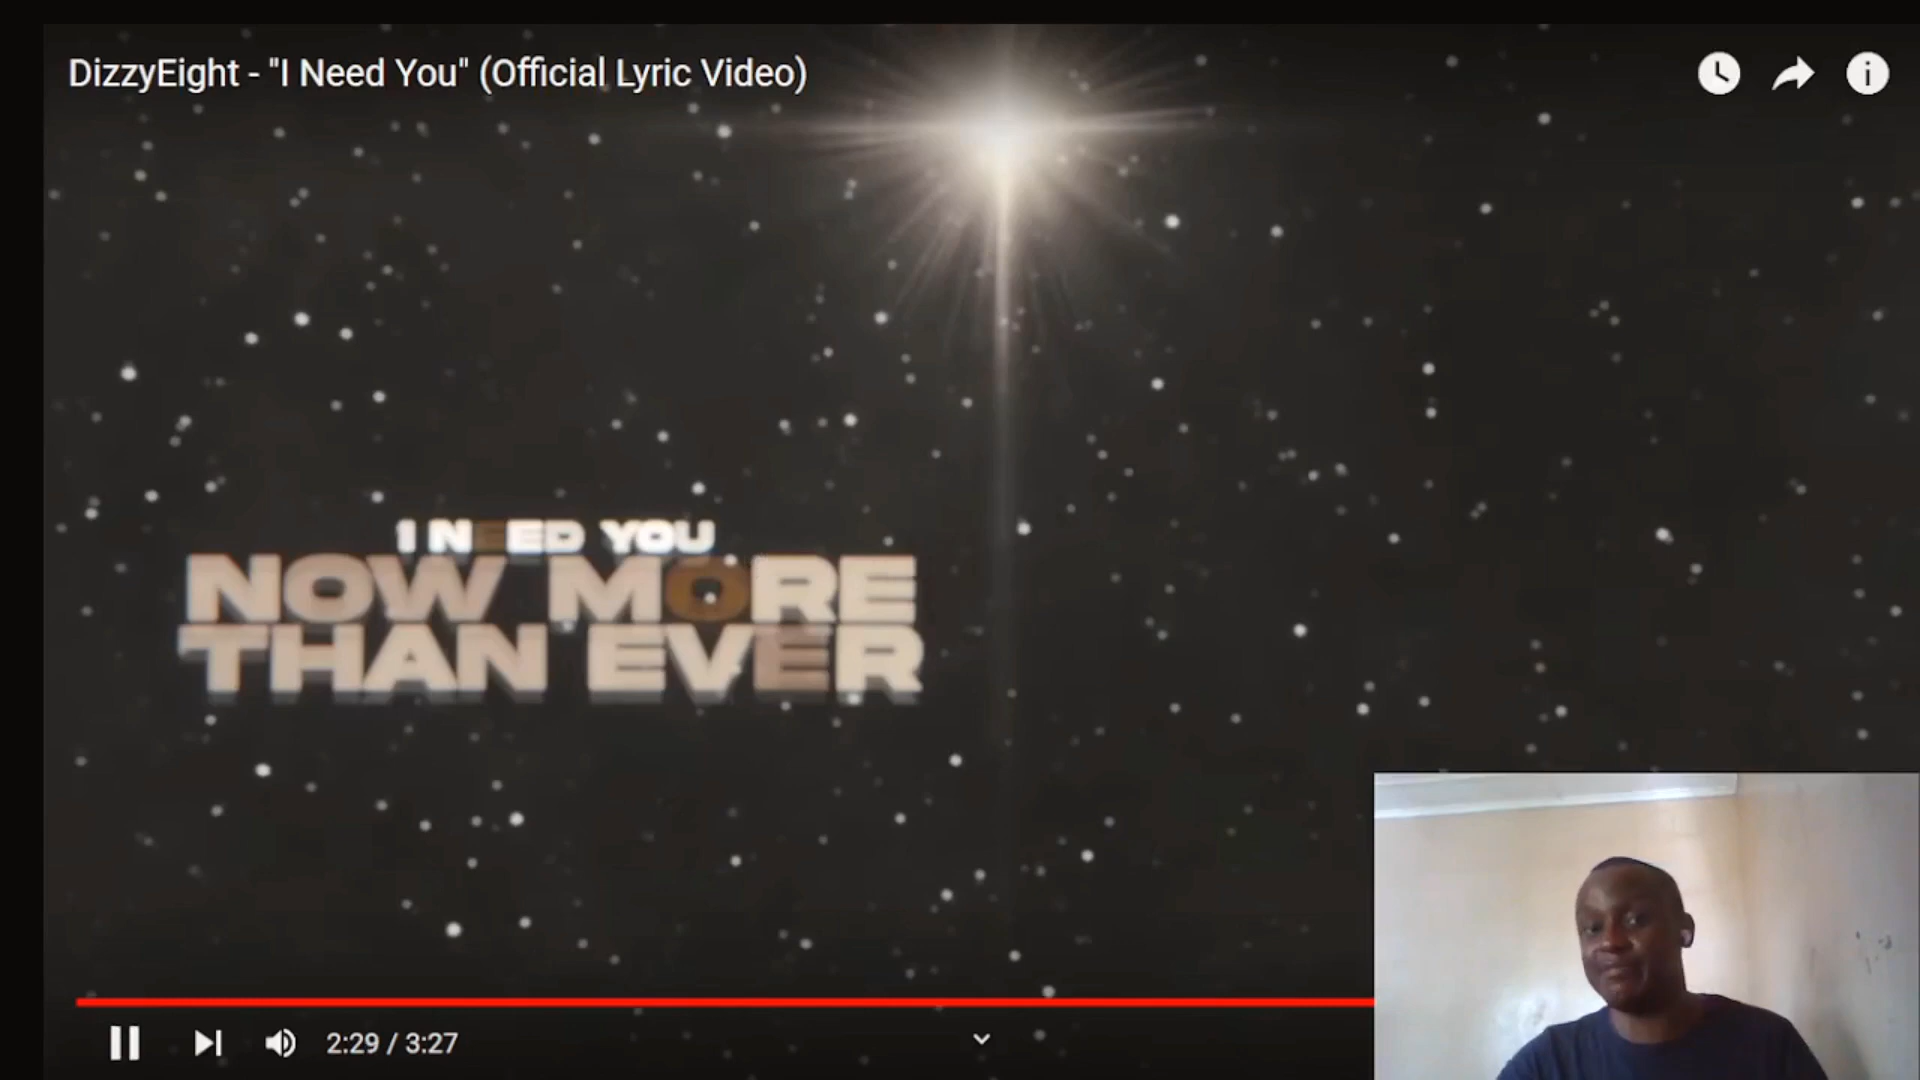 DizzyEight - "I Need You" (Official Lyric Video)
I NEED YOU
NOW MORE
THAN EVER
2:29 / 3:27